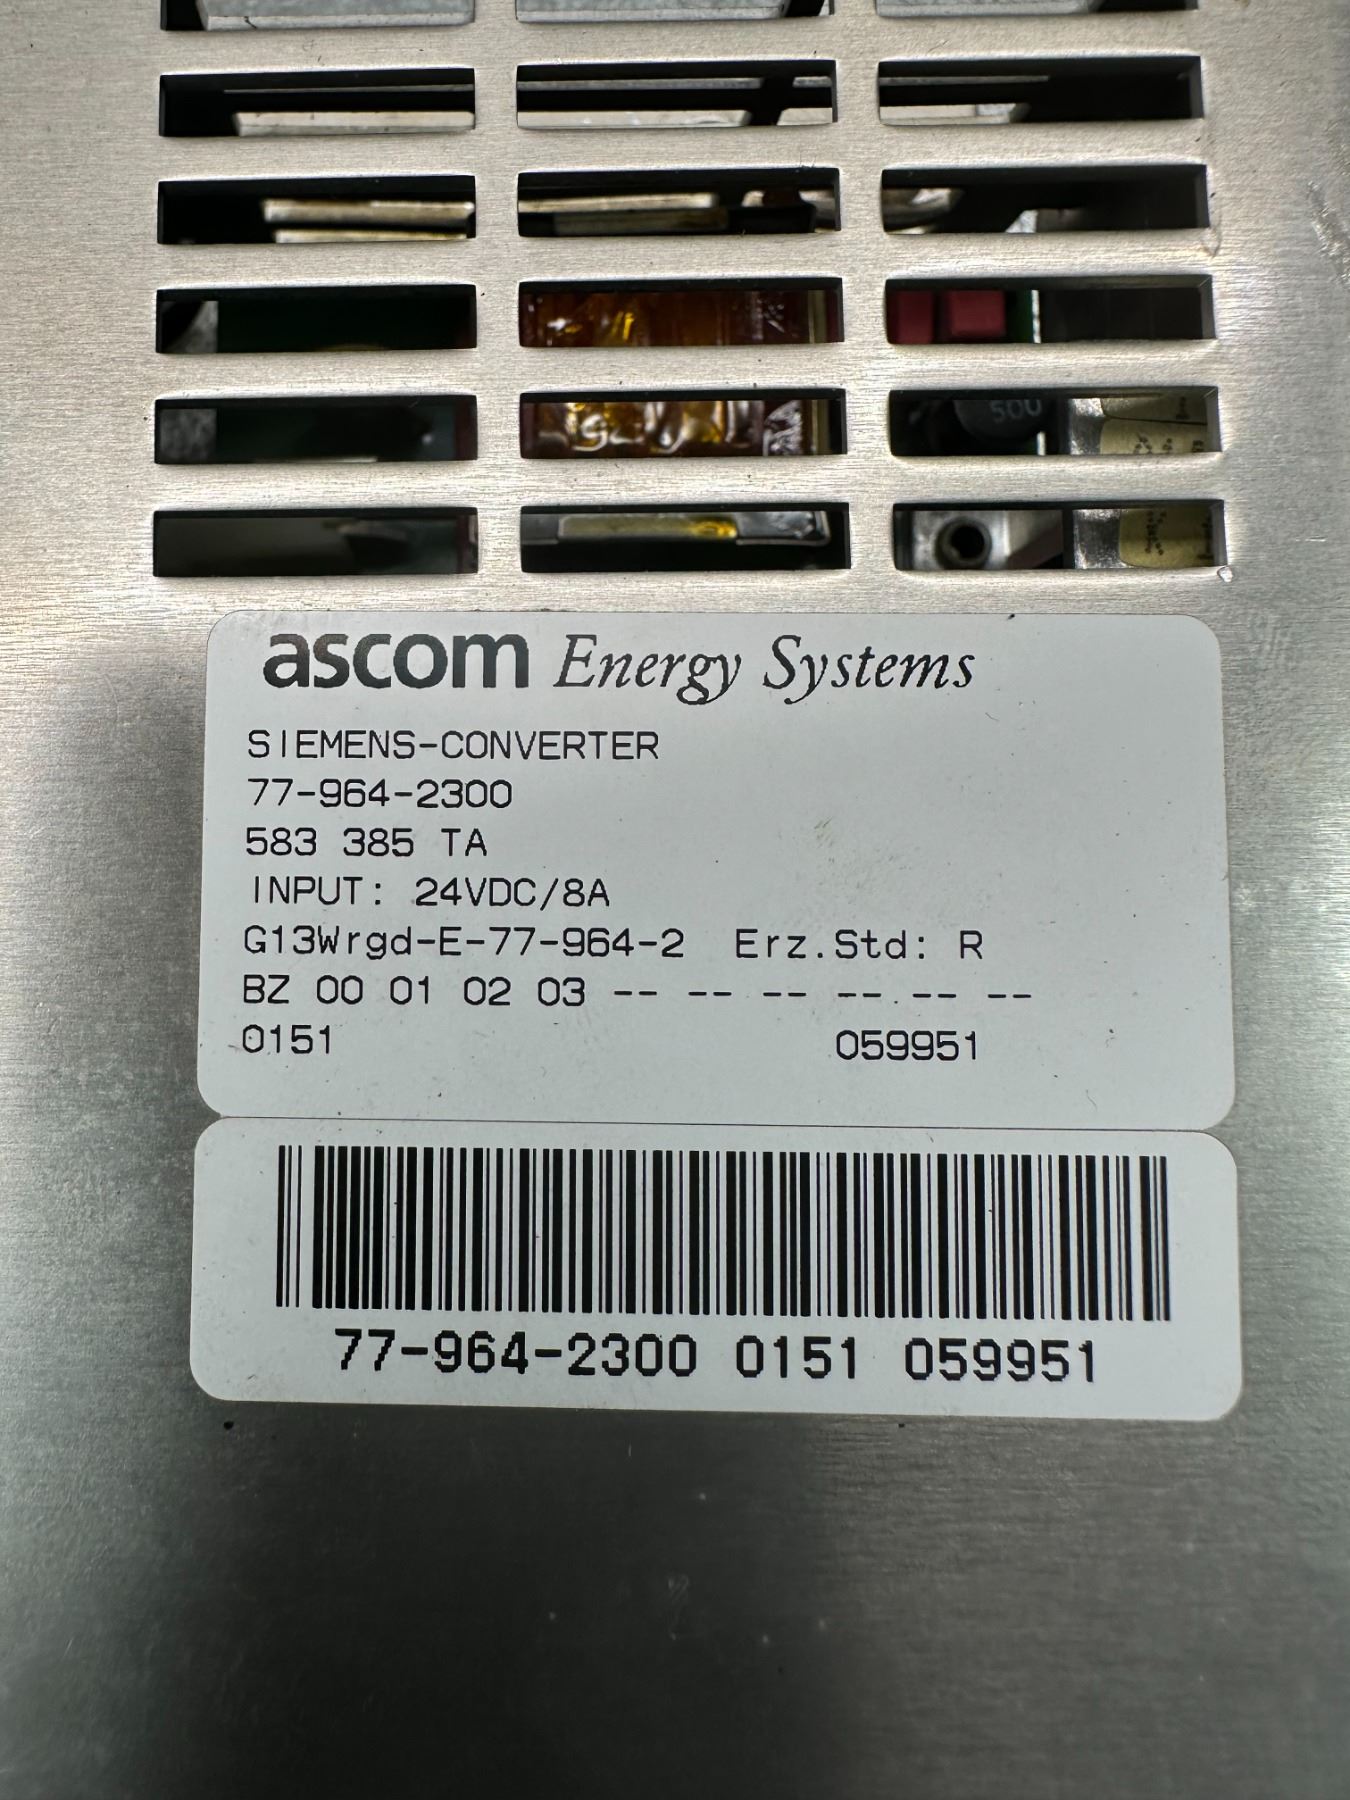 500
ascom Energy Systems
SIEMENS-CONVERTER
77-964-2300
583 385 TA
INPUT: 24VDC/8A
G13Wrgd-E-77-964-2 Erz.Std: R
BZ 00 01 02 03 -- -- -- -- -- --
0151 059951
77-964-2300 0151 059951